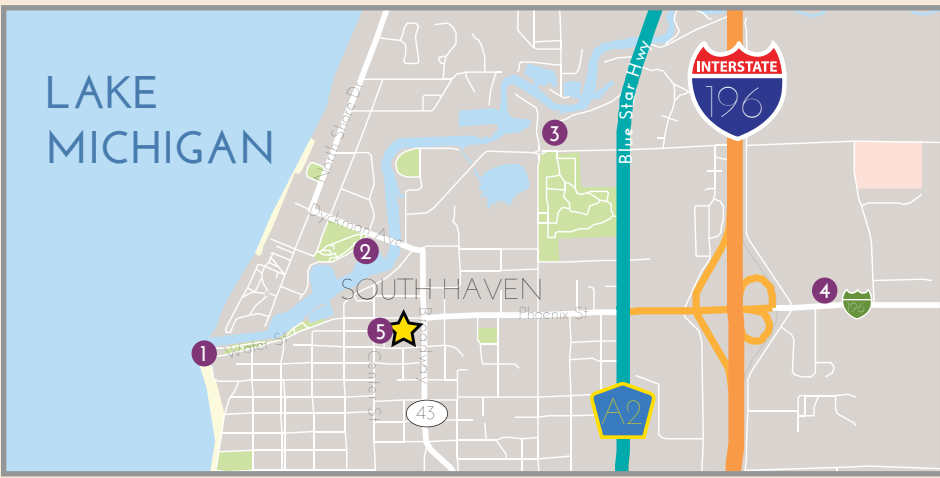 LAKE
MICHIGAN
North Shore Dr
Blue Star Hwy
INTERSTATE
196
3
Dyckman Ave
2
SOUTH HAVEN
4
196
Phoenix St
5
Broadway
1
Water St
Center St
43
A2